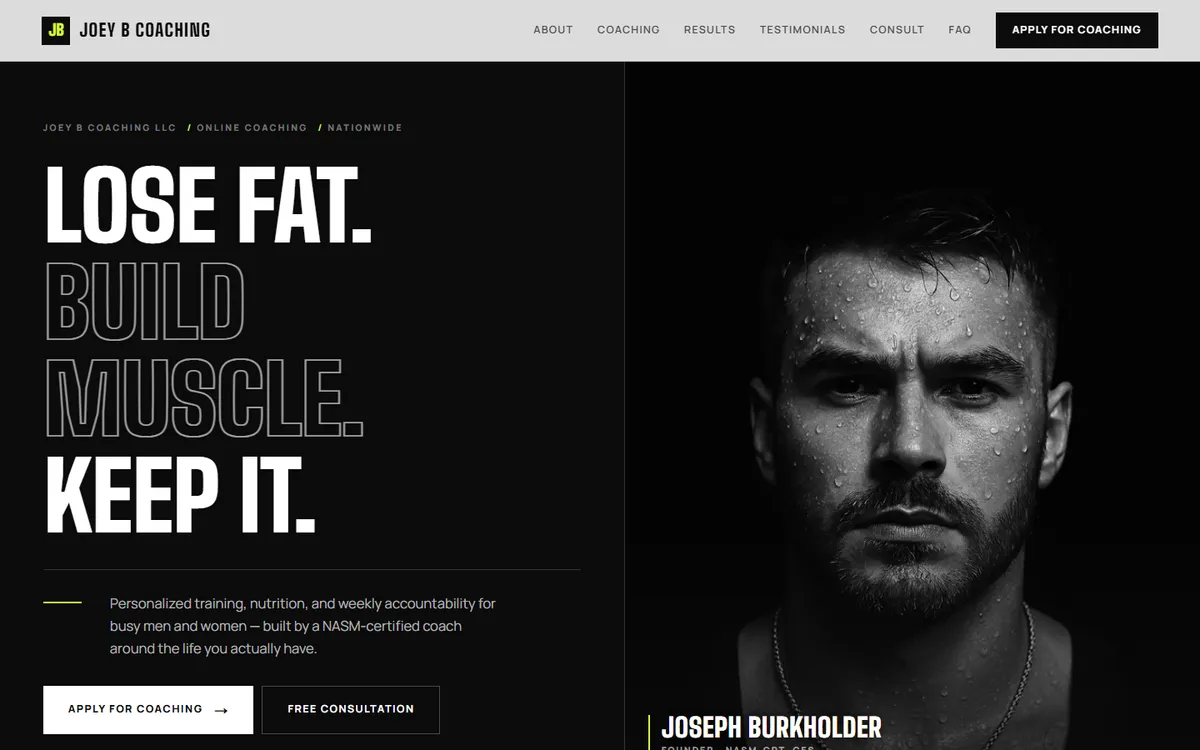 JB JOEY B COACHING
ABOUT COACHING RESULTS TESTIMONIALS CONSULT FAQ APPLY FOR COACHING
JOEY B COACHING LLC / ONLINE COACHING / NATIONWIDE
LOSE FAT.
BUILD
MUSCLE.
KEEP IT.
Personalized training, nutrition, and weekly accountability for
busy men and women — built by a NASM-certified coach
around the life you actually have.
APPLY FOR COACHING → FREE CONSULTATION
JOSEPH BURKHOLDER